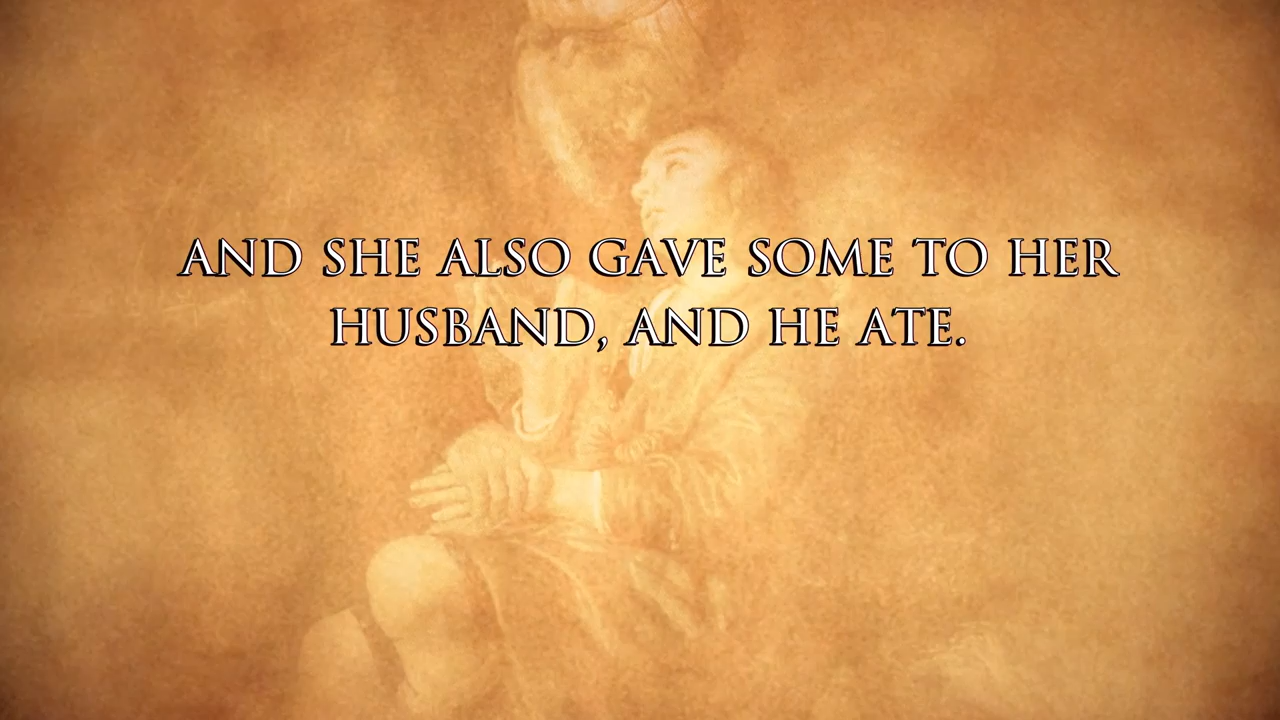 AND SHE ALSO GAVE SOME TO HER
HUSBAND, AND HE ATE.